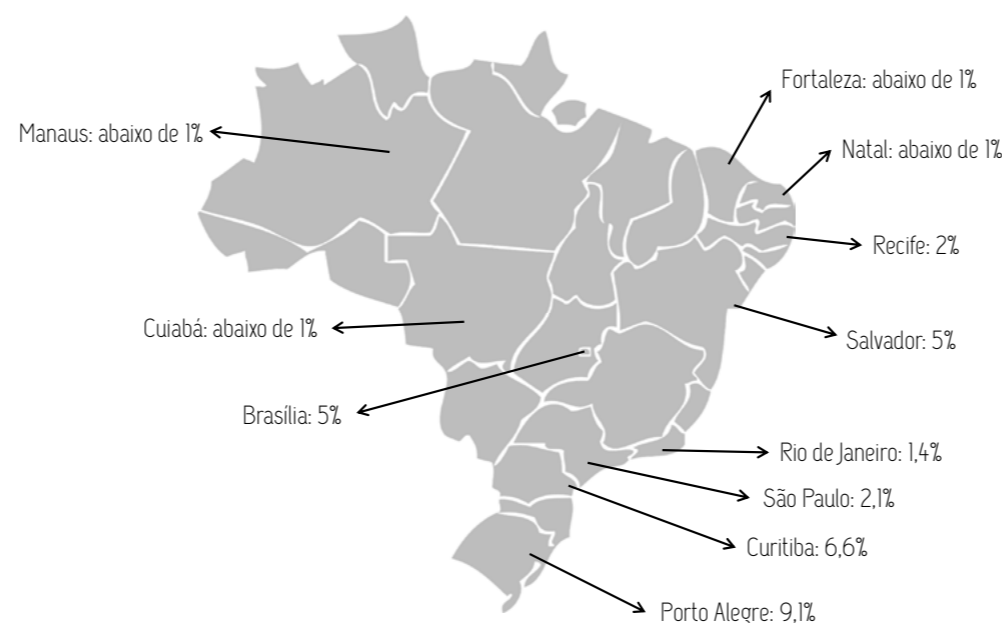 Fortaleza: abaixo de 1%
Manaus: abaixo de 1%
Natal: abaixo de 1%
Recife: 2%
Cuiabá: abaixo de 1%
Salvador: 5%
Brasília: 5%
Rio de Janeiro: 1,4%
São Paulo: 2,1%
Curitiba: 6,6%
Porto Alegre: 9,1%